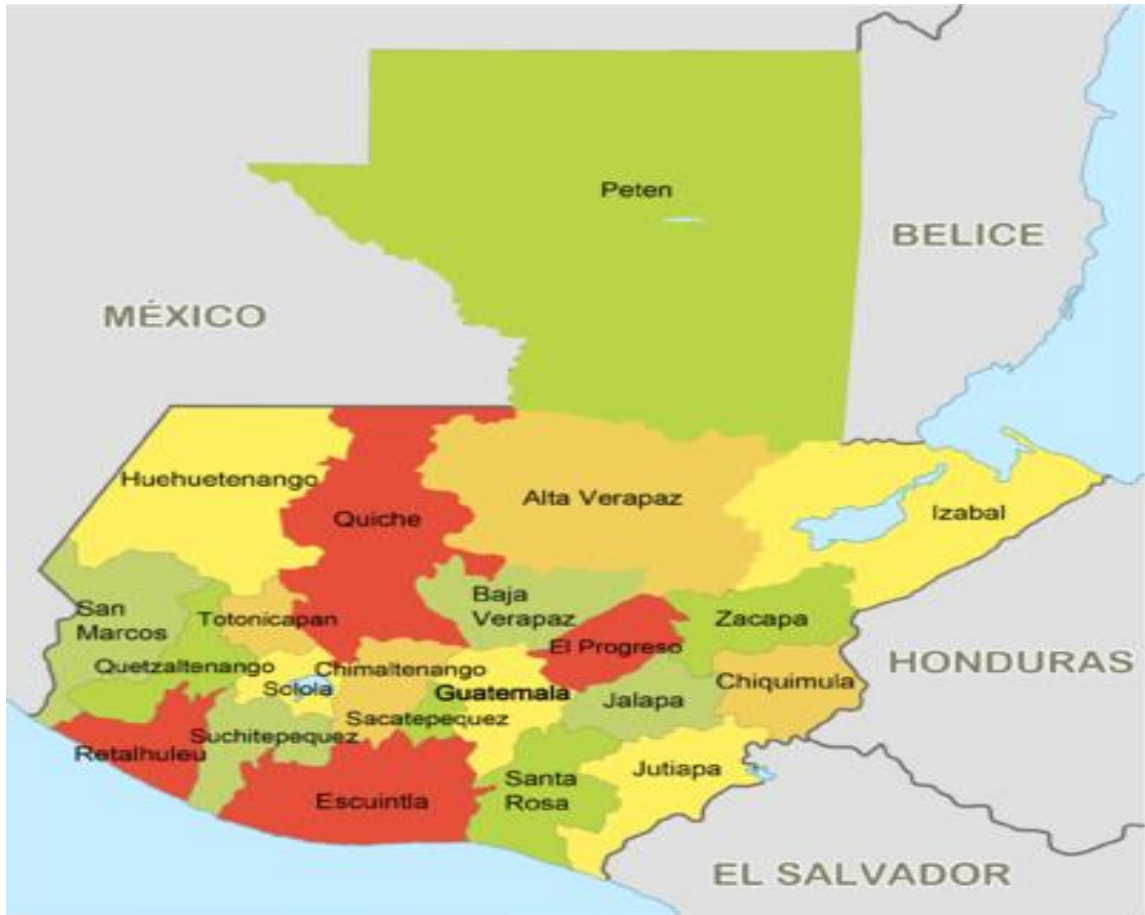 Peten
BELICE
MÉXICO
Huehuetenango
Quiche
Alta Verapaz
Izabal
San
Marcos
Totonicapan
Baja
Verapaz
Zacapa
El Progreso
Quetzaltenango
Solola
Chimaltenango
Guatemala
Jalapa
Chiquimula
HONDURAS
Sacatepequez
Suchitepequez
Retalhuleu
Escuintla
Santa
Rosa
Jutiapa
EL SALVADOR